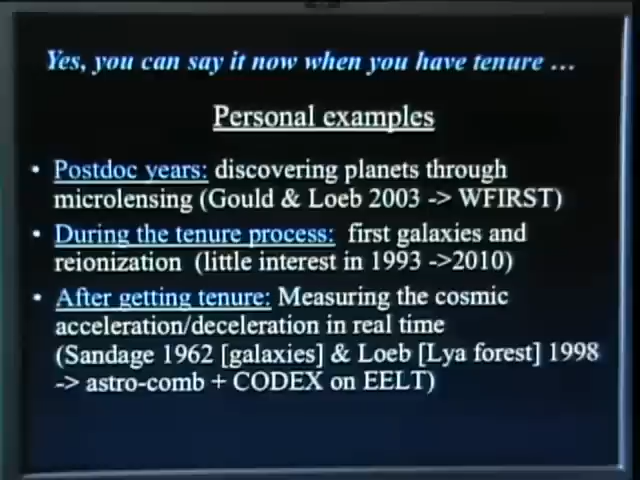 Yes, you can say it now when you have tenure ...
Personal examples
• Postdoc years: discovering planets through
microlensing (Gould & Loeb 2003 -> WFIRST)
• During the tenure process: first galaxies and
reionization (little interest in 1993 ->2010)
• After getting tenure: Measuring the cosmic
acceleration/deceleration in real time
(Sandage 1962 [galaxies] & Loeb [Lya forest] 1998
-> astro-comb + CODEX on EELT)